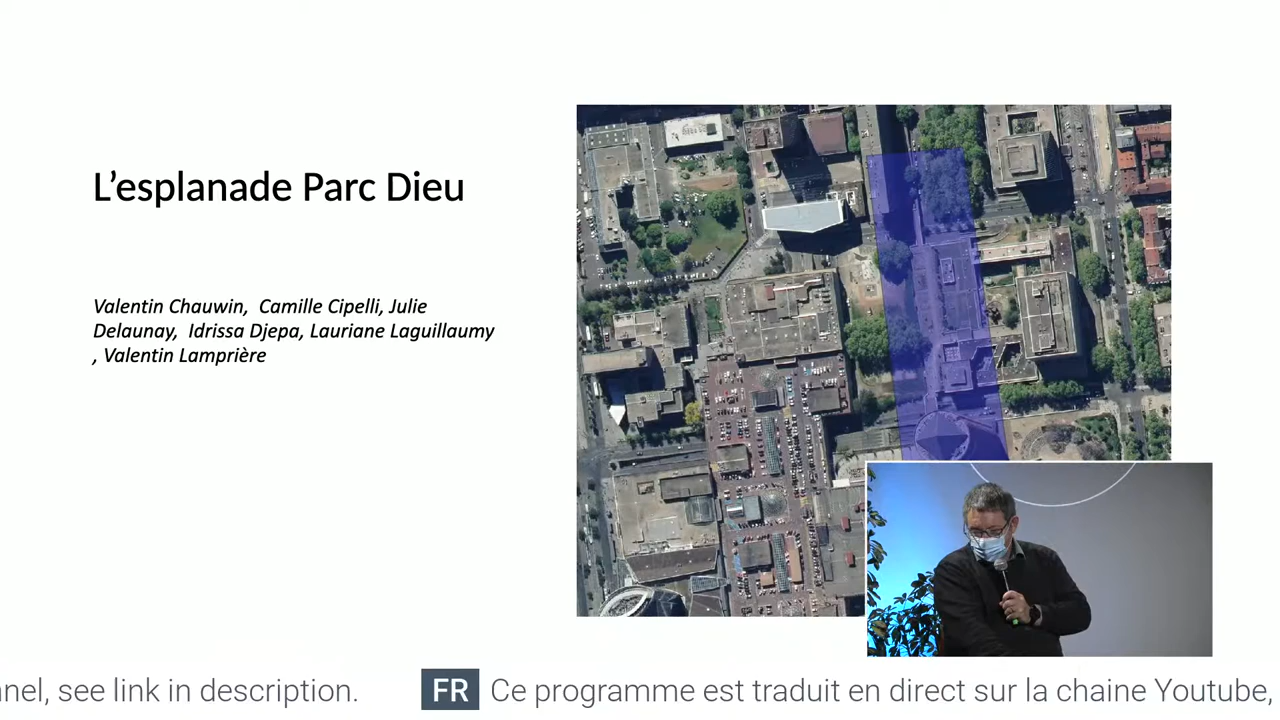 L'esplanade Parc Dieu
Valentin Chauwin, Camille Cipelli, Julie
Delaunay, Idrissa Djepa, Lauriane Laguillaumy
, Valentin Lamprière
see link in description. FR Ce programme est traduit en direct sur la chaine Youtube,